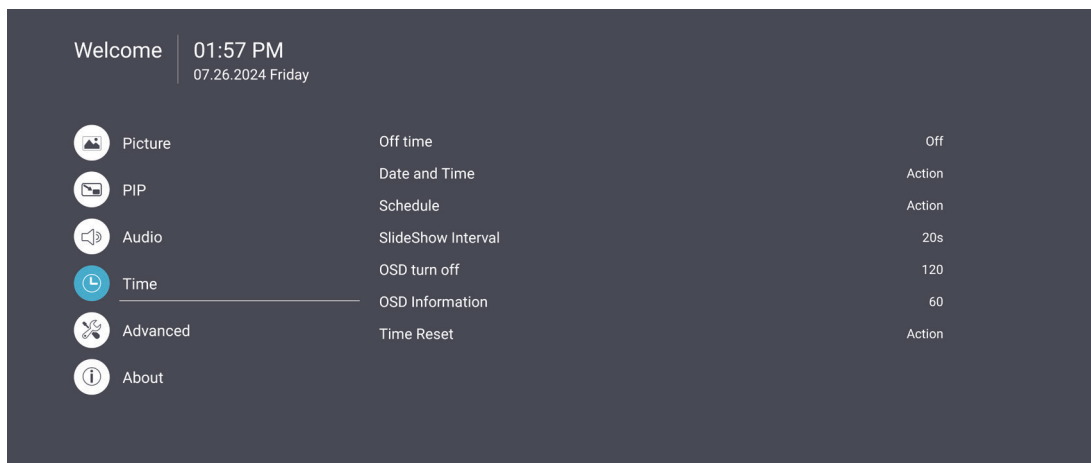 Welcome
01:57 PM
07.26.2024 Friday
Picture
PIP
Audio
Time
Advanced
About
Off time Off
Date and Time Action
Schedule Action
SlideShow Interval 20s
OSD turn off 120
OSD Information 60
Time Reset Action